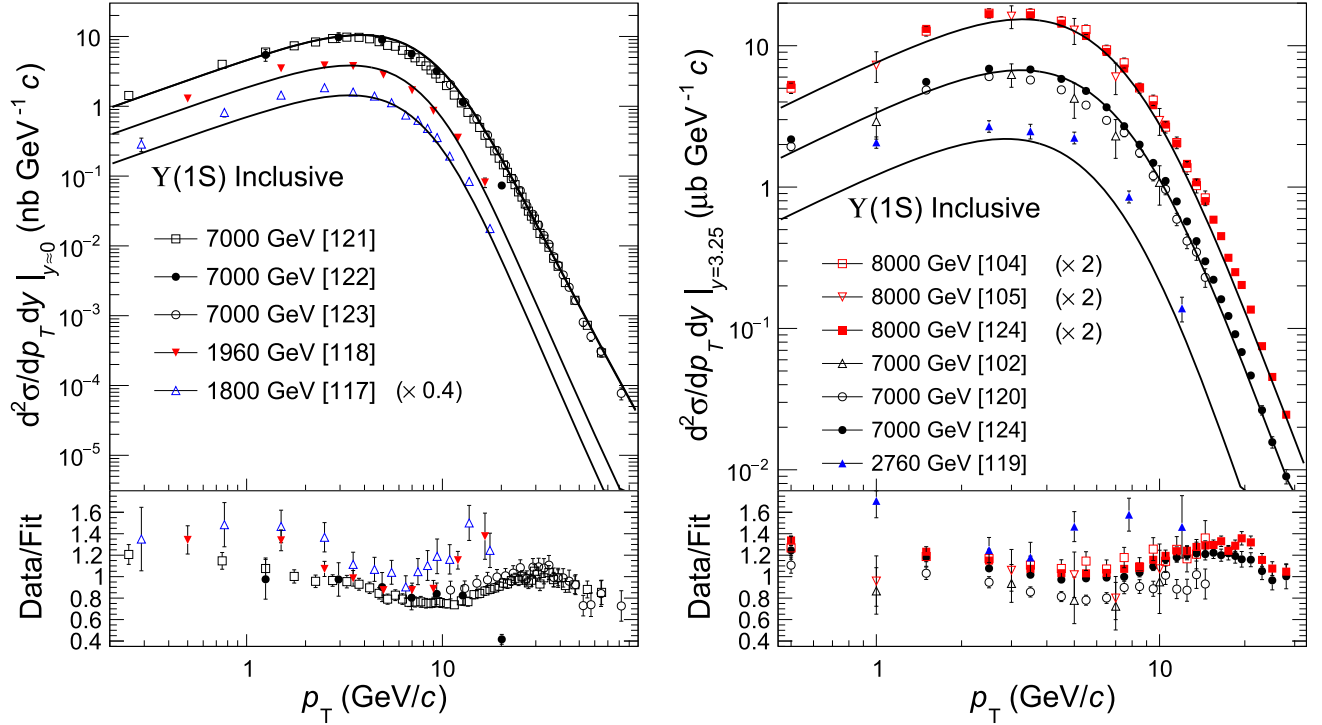 d²σ/dp_T dy |_{y≈0} (nb GeV⁻¹ c)
10
1
10⁻¹
10⁻²
10⁻³
10⁻⁴
10⁻⁵
ϒ(1S) Inclusive
7000 GeV [121]
7000 GeV [122]
7000 GeV [123]
1960 GeV [118]
1800 GeV [117] (× 0.4)
Data/Fit
1.6
1.4
1.2
1
0.8
0.6
0.4
1 10
p_T (GeV/c)
d²σ/dp_T dy |_{y=3.25} (μb GeV⁻¹ c)
10
1
10⁻¹
10⁻²
ϒ(1S) Inclusive
8000 GeV [104] (× 2)
8000 GeV [105] (× 2)
8000 GeV [124] (× 2)
7000 GeV [102]
7000 GeV [120]
7000 GeV [124]
2760 GeV [119]
Data/Fit
1.6
1.4
1.2
1
0.8
0.6
0.4
1 10
p_T (GeV/c)